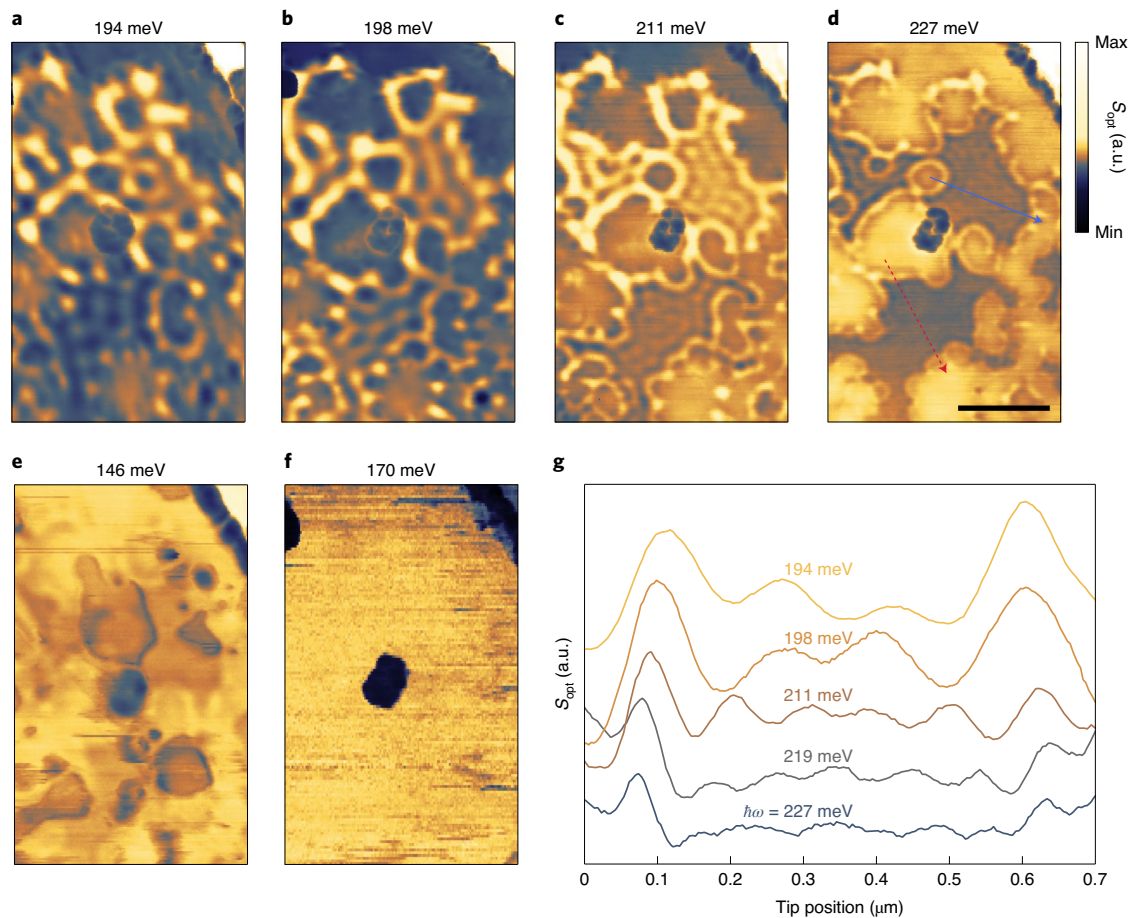 a
194 meV
b
198 meV
c
211 meV
d
227 meV
Max
S opt (a.u.)
Min
e
146 meV
f
170 meV
g
194 meV
198 meV
211 meV
219 meV
ħω = 227 meV
S opt (a.u.)
0 0.1 0.2 0.3 0.4 0.5 0.6 0.7
Tip position (μm)